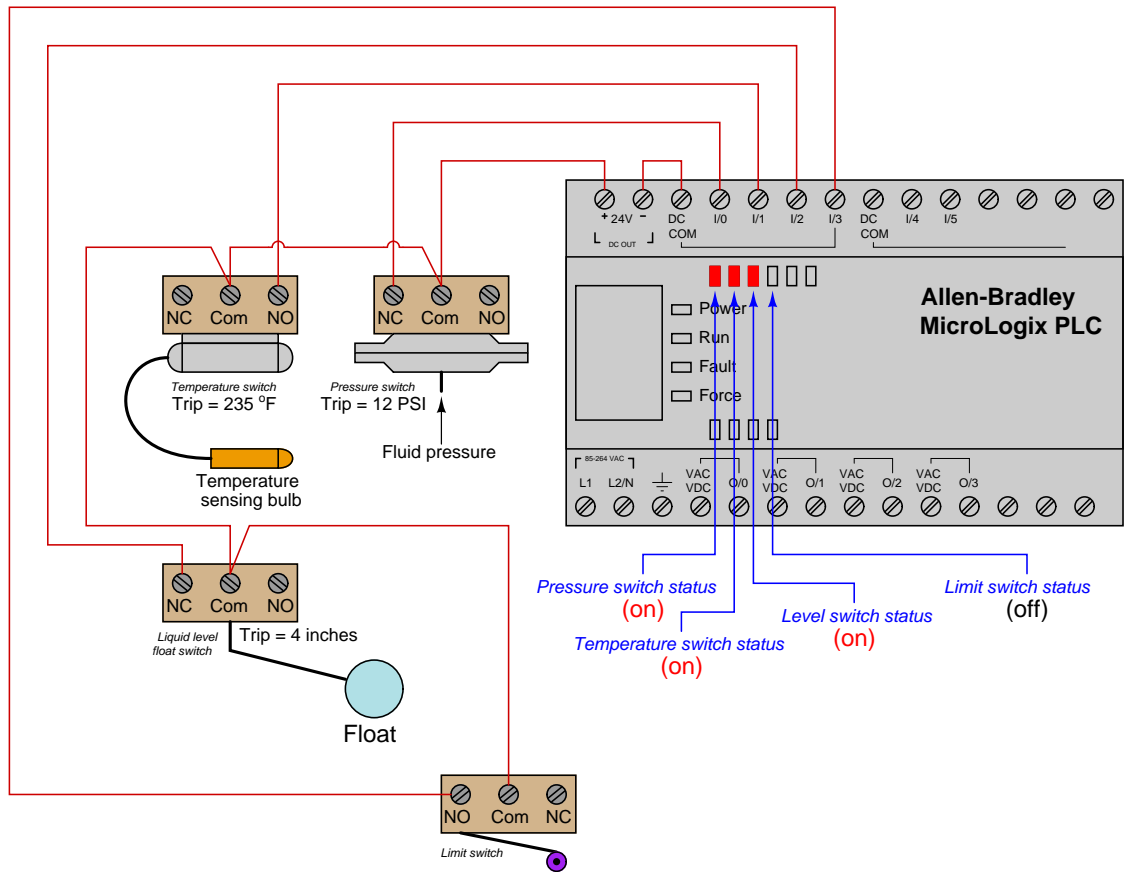 + 24V −
DC OUT
DC
COM
I/0
I/1
I/2
I/3
DC
COM
I/4
I/5
NC Com NO
NC Com NO
Temperature switch
Trip = 235 °F
Pressure switch
Trip = 12 PSI
Fluid pressure
Temperature
sensing bulb
Power
Run
Fault
Force
Allen-Bradley
MicroLogix PLC
85-264 VAC
L1
L2/N
VAC
VDC
O/0
VAC
VDC
O/1
VAC
VDC
O/2
VAC
VDC
O/3
NC Com NO
Liquid level
float switch
Trip = 4 inches
Float
Pressure switch status
(on)
Temperature switch status
(on)
Level switch status
(on)
Limit switch status
(off)
NO Com NC
Limit switch